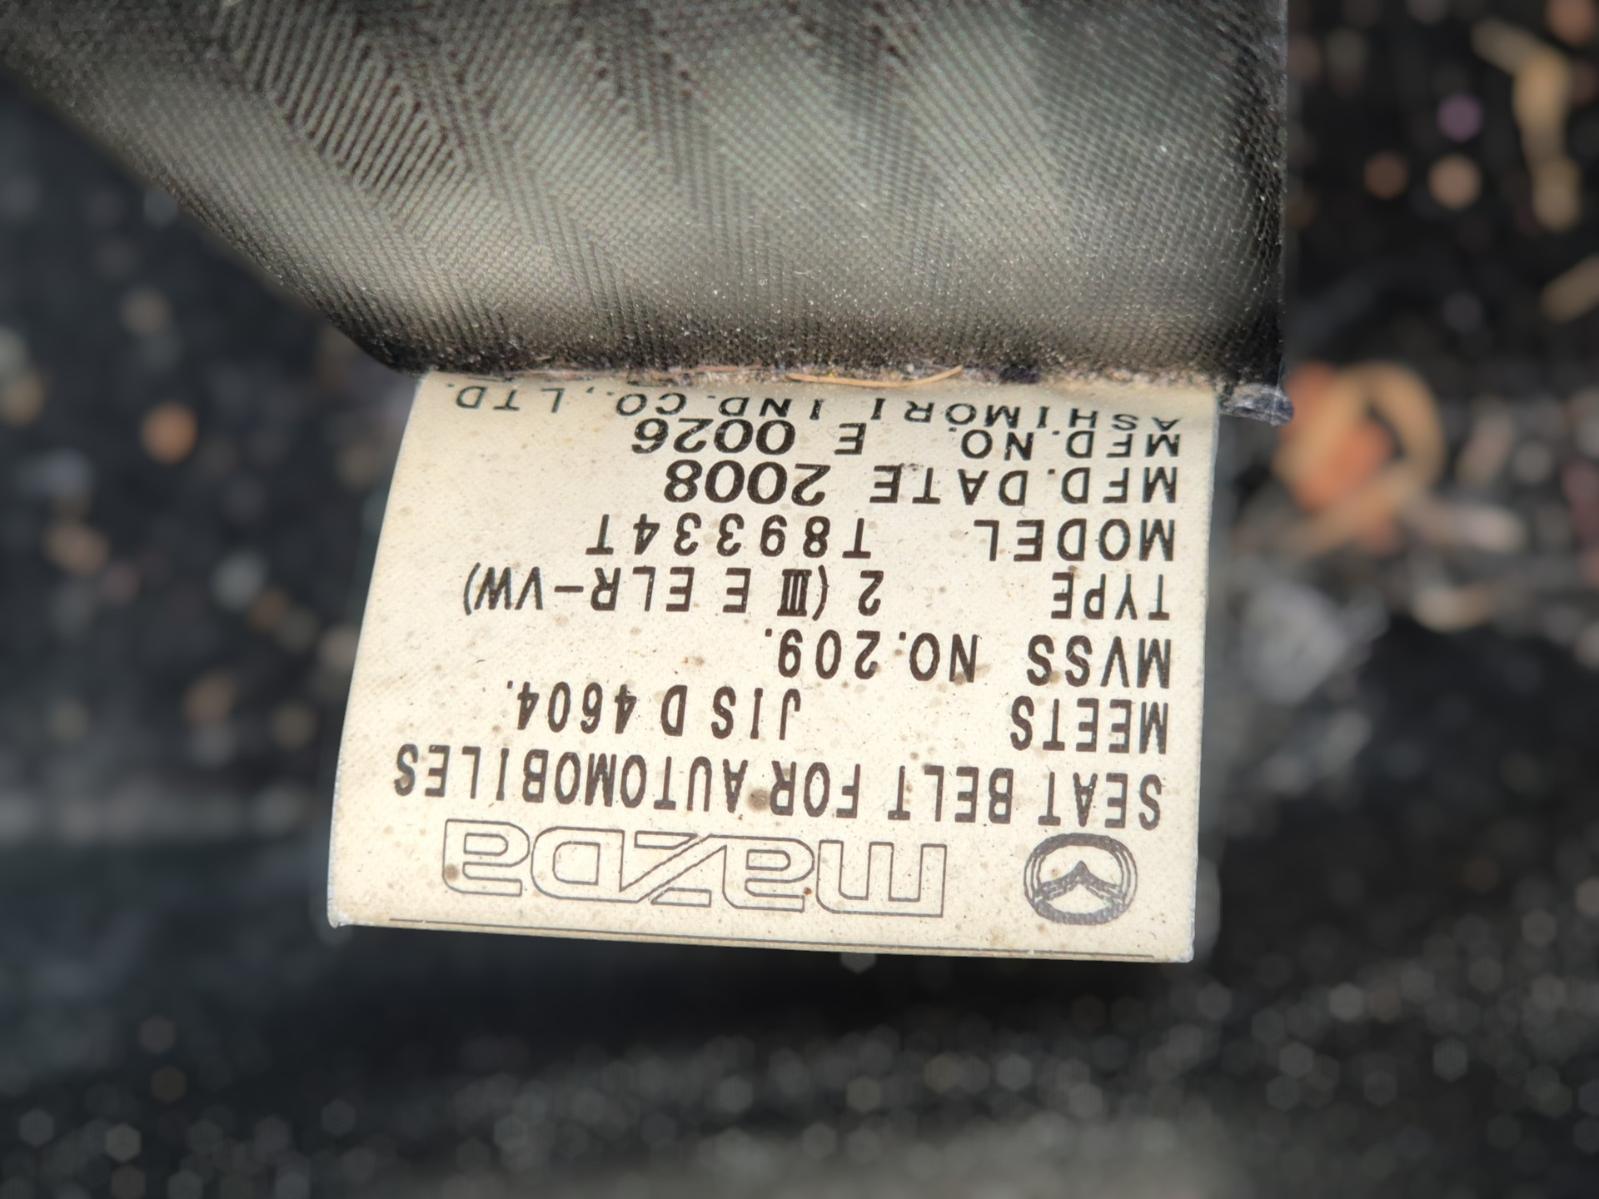 mazda
SEAT BELT FOR AUTOMOBILES
MEETS JIS D 4604.
MVSS NO.209.
TYPE 2 (Ⅲ E ELR-VW)
MODEL T89334T
MFD.DATE 2008
MFD.NO. E 0026
ASHIMORI IND.CO.,LTD.